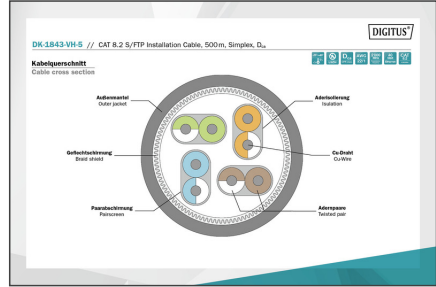 DIGITUS®
DK-1843-VH-5 // CAT 8.2 S/FTP Installation Cable, 500m, Simplex, Dca
Kabelquerschnitt
Cable cross section
Außenmantel
Outer jacket
Aderisolierung
Isolation
Geflechtschirmung
Braid shield
Cu-Draht
Cu-Wire
Paarabschirmung
Pairscreen
Adernpaare
Twisted pair